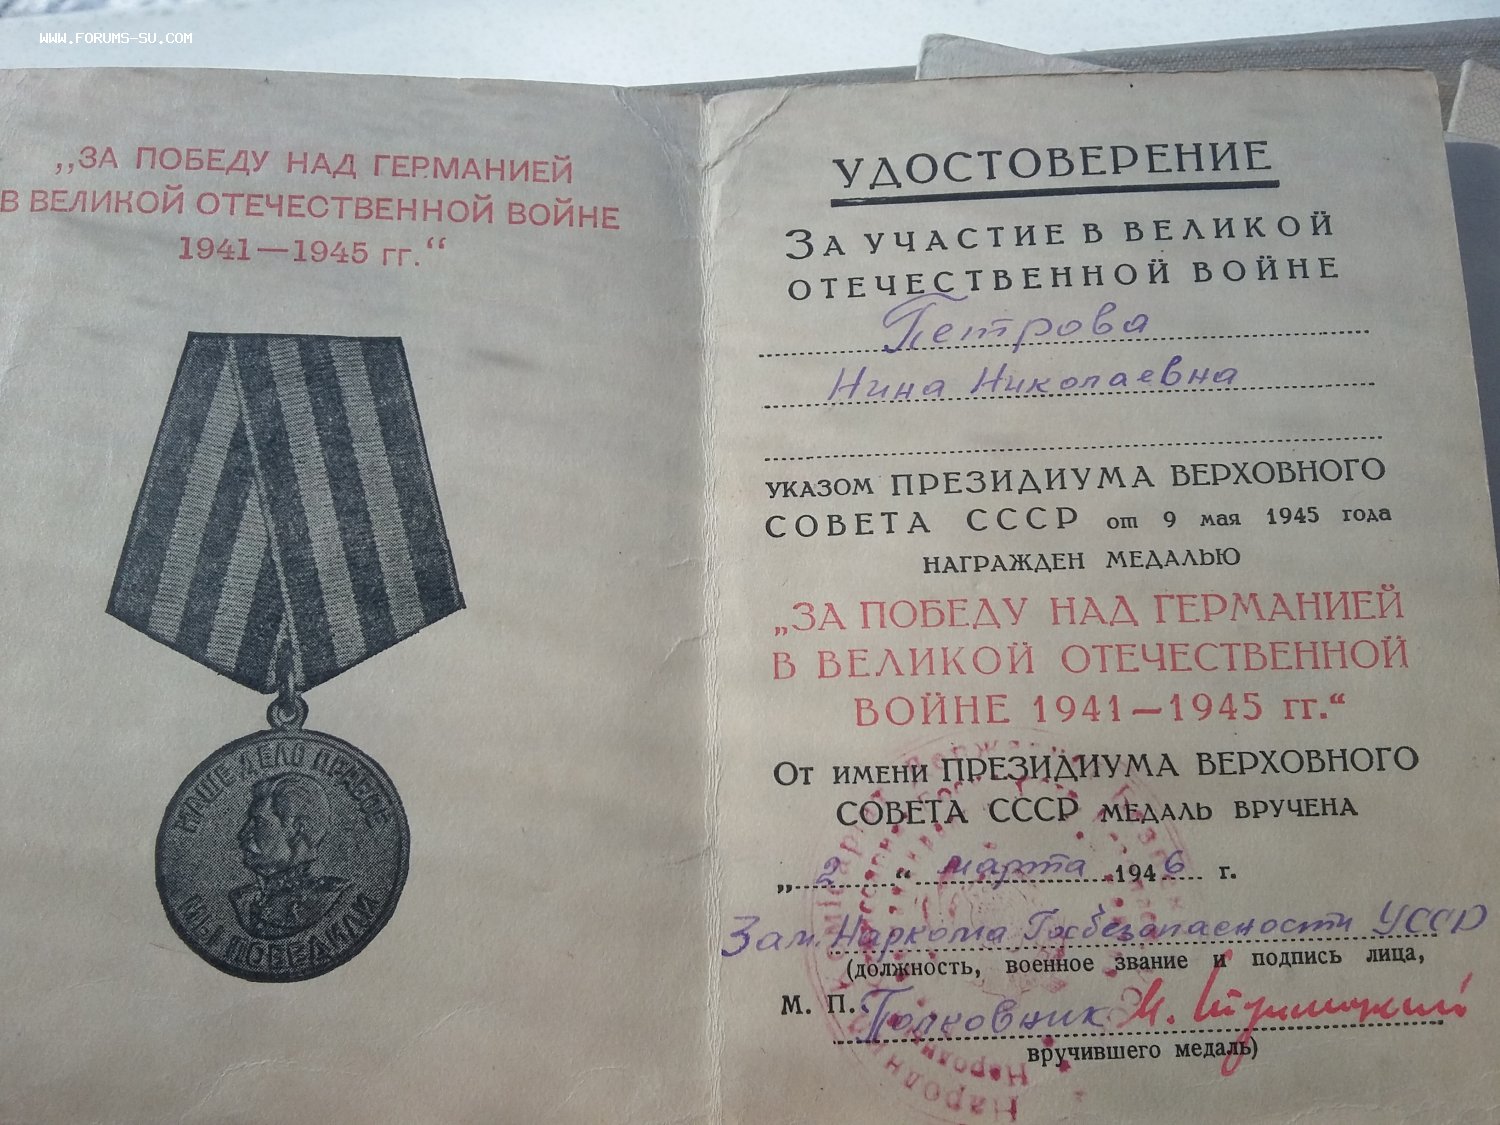 WWW.FORUMS-SU.COM
„ЗА ПОБЕДУ НАД ГЕРМАНИЕЙ
В ВЕЛИКОЙ ОТЕЧЕСТВЕННОЙ ВОЙНЕ
1941—1945 гг.“
НАШЕ ДЕЛО ПРАВОЕ
МЫ ПОБЕДИЛИ
УДОСТОВЕРЕНИЕ
ЗА УЧАСТИЕ В ВЕЛИКОЙ
ОТЕЧЕСТВЕННОЙ ВОЙНЕ
Петрова
Нина Николаевна
УКАЗОМ ПРЕЗИДИУМА ВЕРХОВНОГО
СОВЕТА СССР от 9 мая 1945 года
НАГРАЖДЕН МЕДАЛЬЮ
„ЗА ПОБЕДУ НАД ГЕРМАНИЕЙ
В ВЕЛИКОЙ ОТЕЧЕСТВЕННОЙ
ВОЙНЕ 1941—1945 гг.“
ОТ ИМЕНИ ПРЕЗИДИУМА ВЕРХОВНОГО
СОВЕТА СССР МЕДАЛЬ ВРУЧЕНА
„2“ марта 1946 г.
Зам. Наркома Госбезопасности УССР
(должность, военное звание и подпись лица,
М. П. Полковник
вручившего медаль)